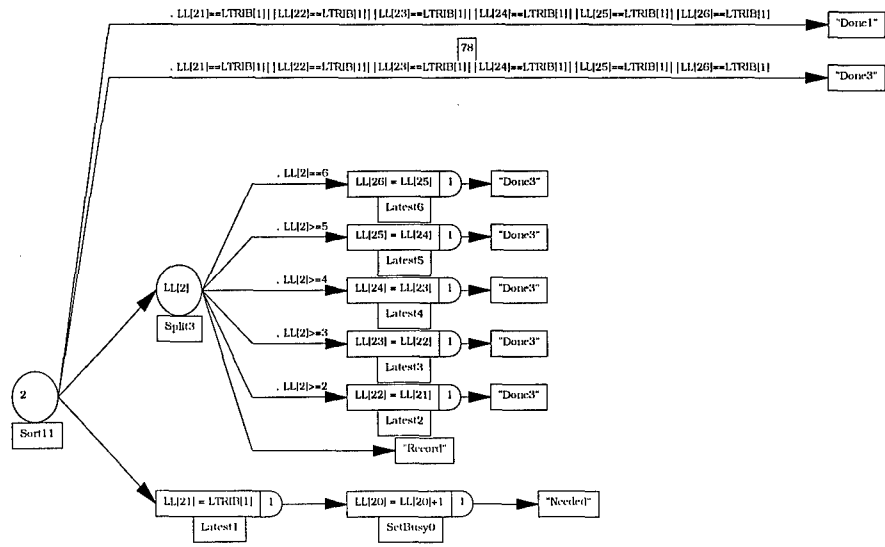 . LL[21]==LTRIB[1]||LL[22]==LTRIB[1]||LL[23]==LTRIB[1]||LL[24]==LTRIB[1]||LL[25]==LTRIB[1]||LL[26]==LTRIB[1]
"Done1"
78
. LL[21]==LTRIB[1]||LL[22]==LTRIB[1]||LL[23]==LTRIB[1]||LL[24]==LTRIB[1]||LL[25]==LTRIB[1]||LL[26]==LTRIB[1]
"Done3"
. LL[2]==6
LL[26] = LL[25] 1 "Done3"
Latest6
. LL[2]>=5
LL[25] = LL[24] 1 "Done3"
Latest5
. LL[2]>=4
LL[2] LL[24] = LL[23] 1 "Done3"
Split3 Latest4
. LL[2]>=3
LL[23] = LL[22] 1 "Done3"
Latest3
. LL[2]>=2
2 LL[22] = LL[21] 1 "Done3"
Sort11 Latest2
"Record"
LL[21] = LTRIB[1] 1 LL[20] = LL[20]+1 1 "Needed"
Latest1 SetBusy0